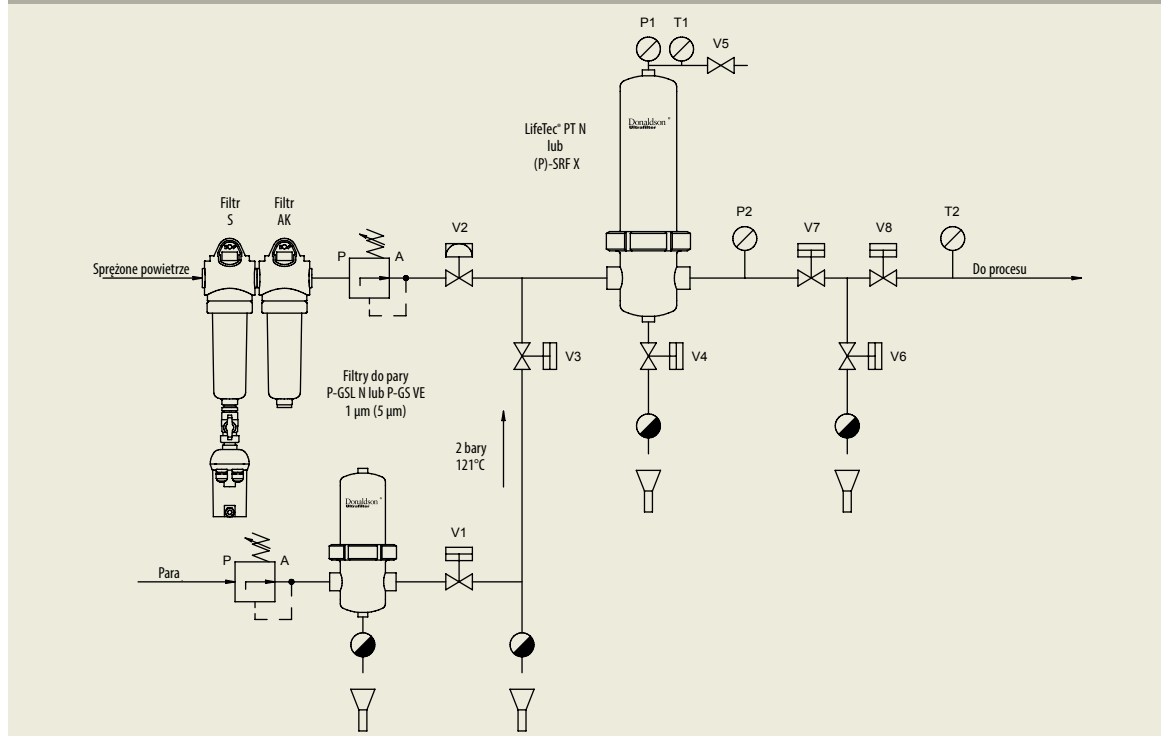 P1 T1
V5
Donaldson®
Ultrafilter
LifeTec® PT N
lub
(P)-SRF X
Filtr
S
Filtr
AK
P A
V2
P2
V7
V8
T2
Sprężone powietrze
Do procesu
V3
V4
V6
Filtry do pary
P-GSL N lub P-GS VE
1 µm (5 µm)
2 bary
121°C
Donaldson®
Ultrafilter
P A
V1
Para